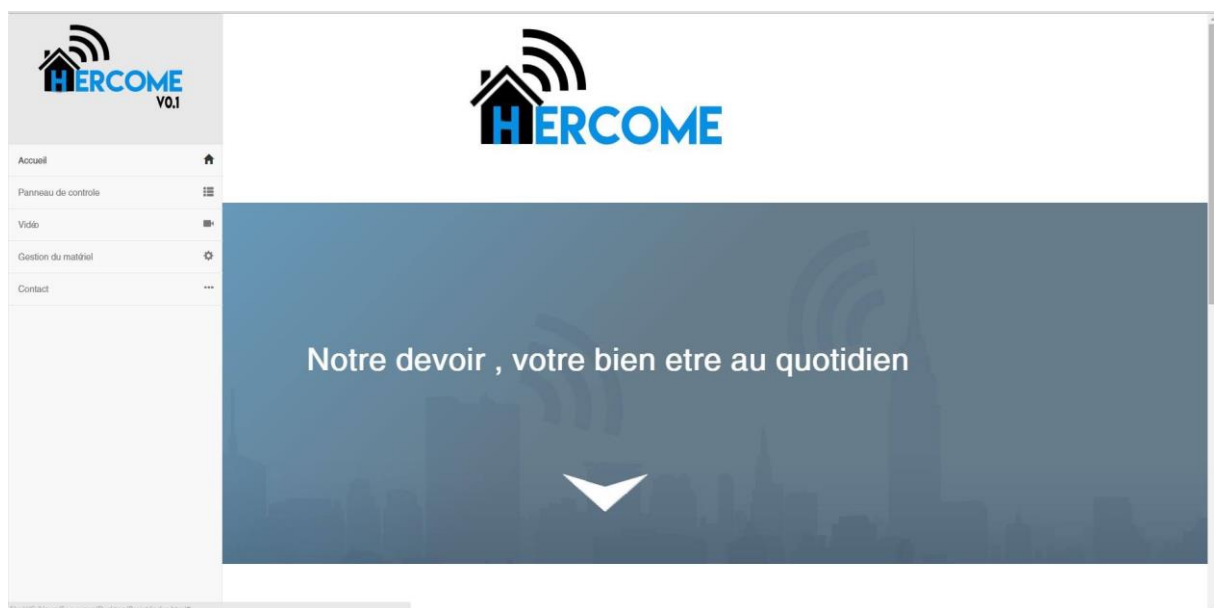 HERCOME
V0.1
Accueil
Panneau de controle
Vidéo
Gestion du matériel
Contact
HERCOME
Notre devoir , votre bien etre au quotidien